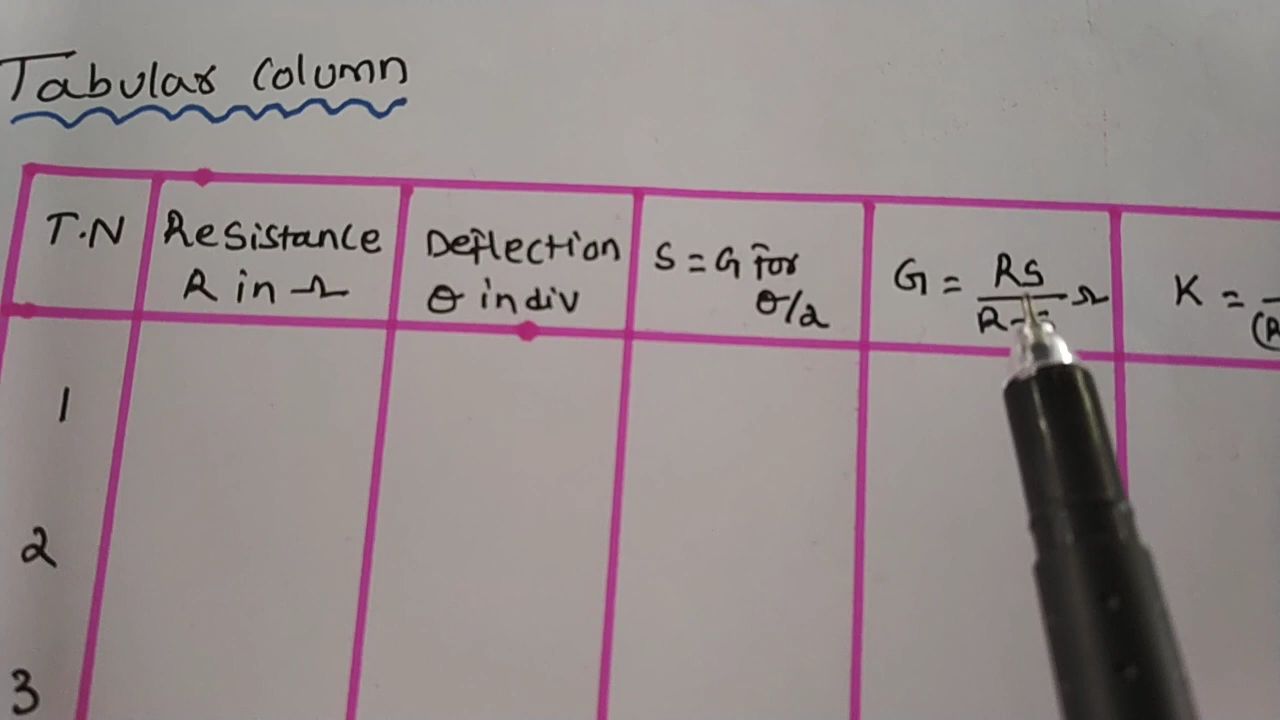 Tabular column
T.N
Resistance
R in Ω
Deflection
θ in div
S = G for
θ/2
G = RS
R-
Ω
K =
(R
1
2
3